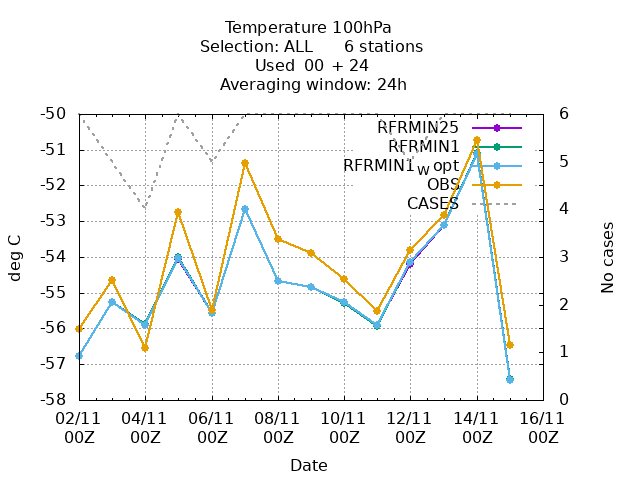 Temperature 100hPa
Selection: ALL 6 stations
Used 00 + 24
Averaging window: 24h
-50 6
RFRMIN25
RFRMIN1
-51 5
RFRMIN1_W opt
-52
OBS
CASES
-53 4
-54 3
deg C
No cases
-55 2
-56
-57 1
-58 0
02/11 04/11 06/11 08/11 10/11 12/11 14/11 16/11
00Z 00Z 00Z 00Z 00Z 00Z 00Z 00Z
Date